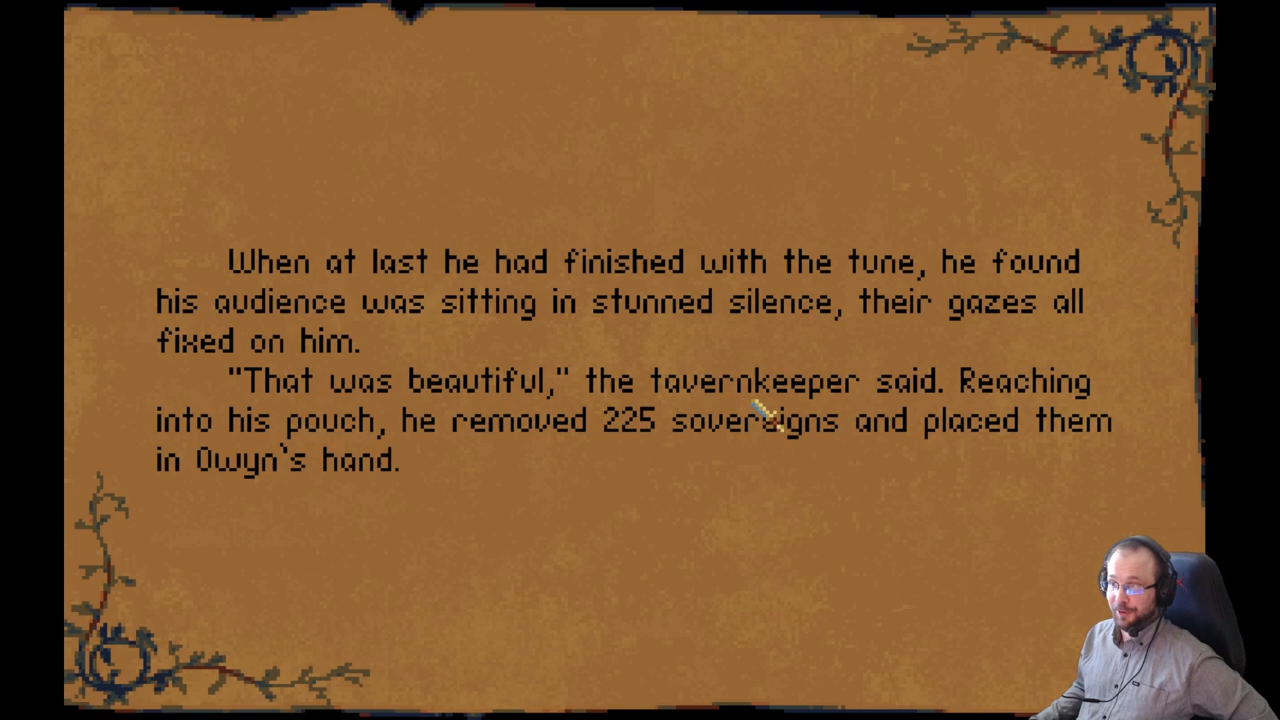 When at last he had finished with the tune, he found
his audience was sitting in stunned silence, their gazes all
fixed on him.
"That was beautiful," the tavernkeeper said. Reaching
into his pouch, he removed 225 sovereigns and placed them
in Owyn`s hand.